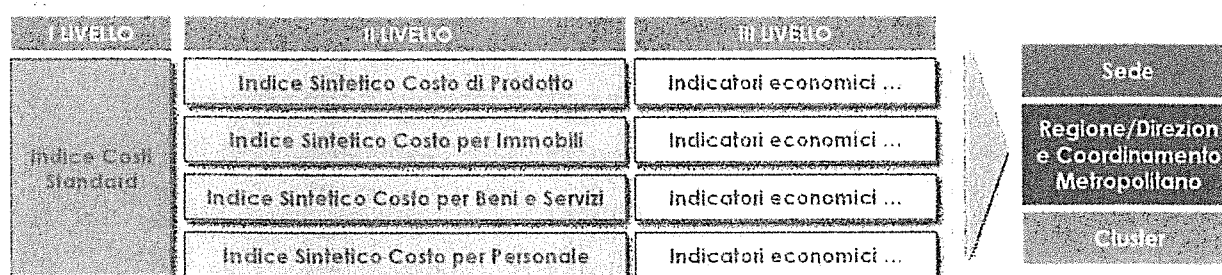 I LIVELLO
II LIVELLO
III LIVELLO
Indice Costi
Standard
Indice Sintetico Costo di Prodotto
Indicatori economici ...
Indice Sintetico Costo per Immobili
Indicatori economici ...
Indice Sintetico Costo per Beni e Servizi
Indicatori economici ...
Indice Sintetico Costo per Personale
Indicatori economici ...
Sede
Regione/Direzion
e Coordinamento
Metropolitano
Cluster